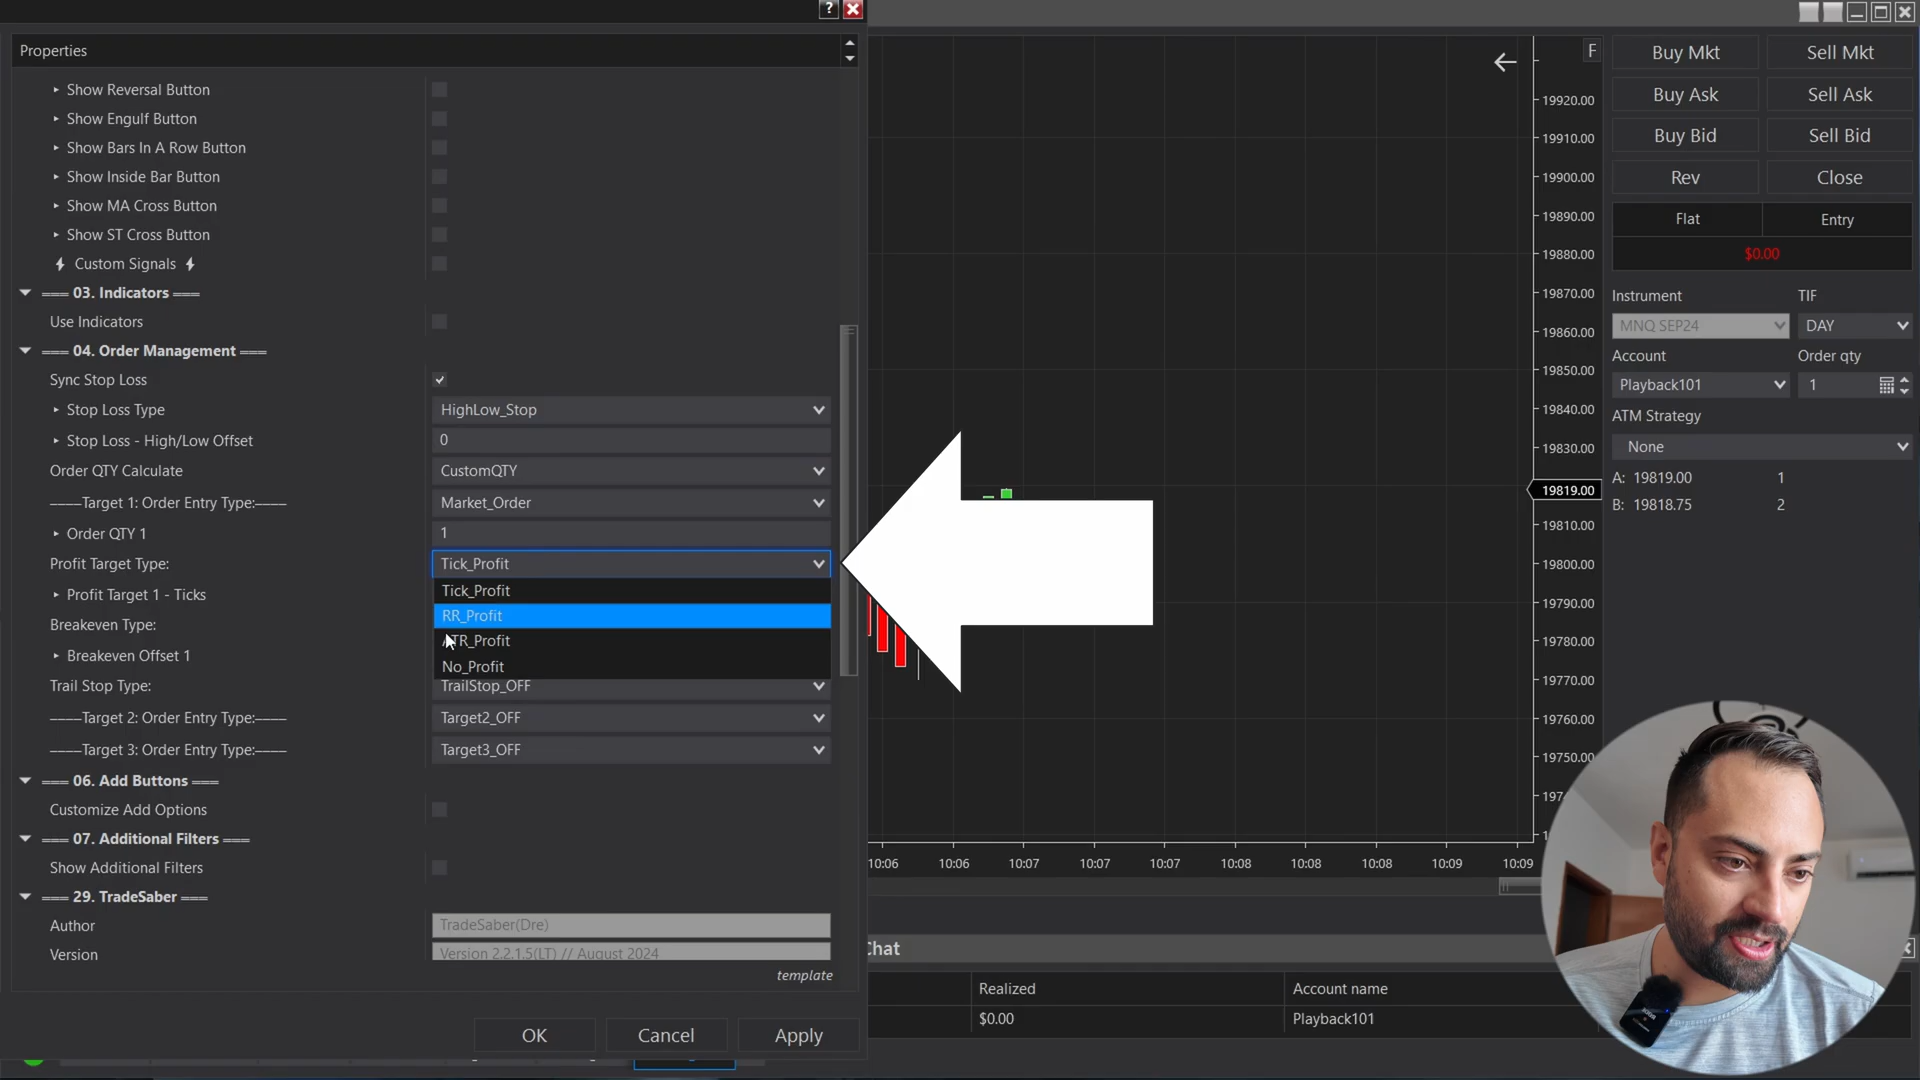 ?
Properties
Show Reversal Button
Show Engulf Button
Show Bars In A Row Button
Show Inside Bar Button
Show MA Cross Button
Show ST Cross Button
Custom Signals
=== 03. Indicators ===
Use Indicators
=== 04. Order Management ===
Sync Stop Loss
Stop Loss Type HighLow_Stop
Stop Loss - High/Low Offset 0
Order QTY Calculate CustomQTY
——Target 1: Order Entry Type:—— Market_Order
Order QTY 1 1
Profit Target Type: Tick_Profit
Tick_Profit
Profit Target 1 - Ticks
RR_Profit
Breakeven Type:
ATR_Profit
Breakeven Offset 1
No_Profit
Trail Stop Type: TrailStop_OFF
——Target 2: Order Entry Type:—— Target2_OFF
——Target 3: Order Entry Type:—— Target3_OFF
=== 06. Add Buttons ===
Customize Add Options
=== 07. Additional Filters ===
Show Additional Filters
=== 29. TradeSaber ===
Author TradeSaber(Dre)
Version Version 2.2.1.5(LT) // August 2024
template
OK Cancel Apply
F
19920.00
19910.00
19900.00
19890.00
19880.00
19870.00
19860.00
19850.00
19840.00
19830.00
19819.00
19810.00
19800.00
19790.00
19780.00
19770.00
19760.00
19750.00
10:06 10:06 10:07 10:07 10:07 10:08 10:08 10:08 10:09 10:09
Buy Mkt Sell Mkt
Buy Ask Sell Ask
Buy Bid Sell Bid
Rev Close
Flat Entry
$0.00
Instrument TIF
MNQ SEP24 DAY
Account Order qty
Playback101 1
ATM Strategy
None
A: 19819.00 1
B: 19818.75 2
Chat
Realized Account name
$0.00 Playback101